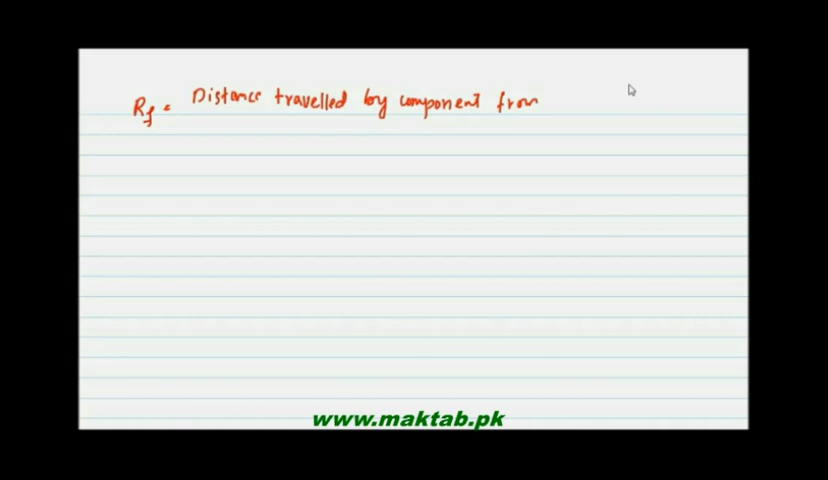 Rf = Distance travelled by component from
www.maktab.pk